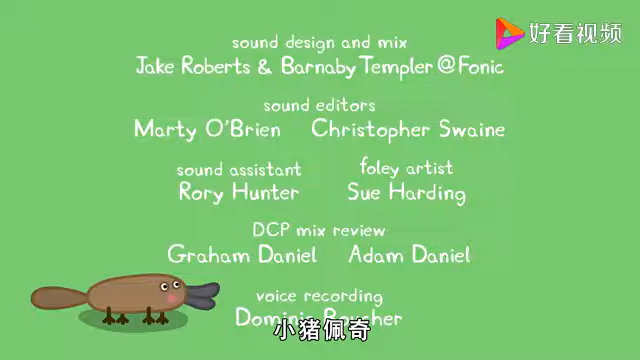 好看视频
sound design and mix
Jake Roberts & Barnaby Templer @ Fonic
sound editors
Marty O'Brien Christopher Swaine
sound assistant foley artist
Rory Hunter Sue Harding
DCP mix review
Graham Daniel Adam Daniel
voice recording
小猪佩奇